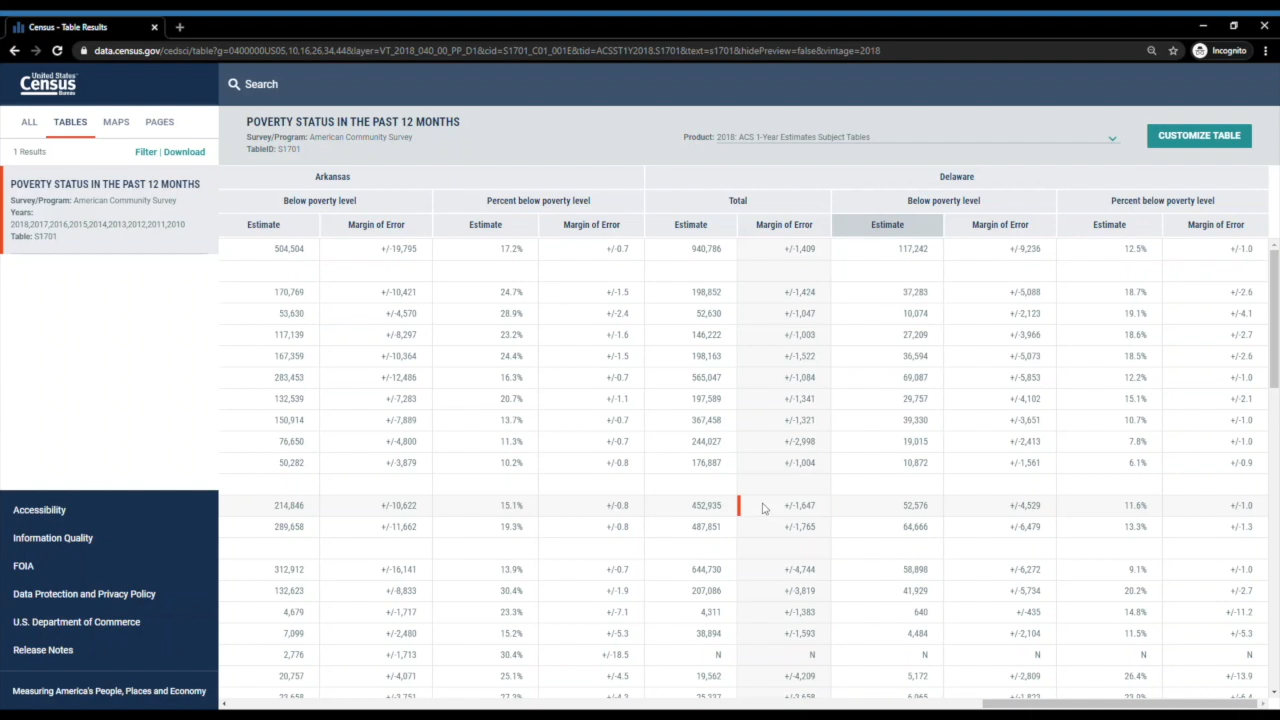 Census - Table Results
data.census.gov/cedsci/table?g=0400000US05,10,16,26,34,44&layer=VT_2018_040_00_PP_D1&cid=S1701_C01_001E&tid=ACSST1Y2018.S1701&text=s1701&hidePreview=false&vintage=2018
Incognito
United States®
Census
Bureau
Search
ALL TABLES MAPS PAGES
1 Results Filter | Download
POVERTY STATUS IN THE PAST 12 MONTHS
Survey/Program: American Community Survey
Years:
2018,2017,2016,2015,2014,2013,2012,2011,2010
Table: S1701
POVERTY STATUS IN THE PAST 12 MONTHS
Survey/Program: American Community Survey
TableID: S1701
Product: 2018: ACS 1-Year Estimates Subject Tables
CUSTOMIZE TABLE
Arkansas Delaware
Below poverty level Percent below poverty level Total Below poverty level Percent below poverty level
Estimate Margin of Error Estimate Margin of Error Estimate Margin of Error Estimate Margin of Error Estimate Margin of Error
504,504 +/-19,795 17.2% +/-0.7 940,786 +/-1,409 117,242 +/-9,236 12.5% +/-1.0
170,769 +/-10,421 24.7% +/-1.5 198,852 +/-1,424 37,283 +/-5,088 18.7% +/-2.6
53,630 +/-4,570 28.9% +/-2.4 52,630 +/-1,047 10,074 +/-2,123 19.1% +/-4.1
117,139 +/-8,297 23.2% +/-1.6 146,222 +/-1,003 27,209 +/-3,966 18.6% +/-2.7
167,359 +/-10,364 24.4% +/-1.5 198,163 +/-1,522 36,594 +/-5,073 18.5% +/-2.6
283,453 +/-12,486 16.3% +/-0.7 565,047 +/-1,084 69,087 +/-5,853 12.2% +/-1.0
132,539 +/-7,283 20.7% +/-1.1 197,589 +/-1,341 29,757 +/-4,102 15.1% +/-2.1
150,914 +/-7,889 13.7% +/-0.7 367,458 +/-1,321 39,330 +/-3,651 10.7% +/-1.0
76,650 +/-4,800 11.3% +/-0.7 244,027 +/-2,998 19,015 +/-2,413 7.8% +/-1.0
50,282 +/-3,879 10.2% +/-0.8 176,887 +/-1,004 10,872 +/-1,561 6.1% +/-0.9
214,846 +/-10,622 15.1% +/-0.8 452,935 +/-1,647 52,576 +/-4,529 11.6% +/-1.0
289,658 +/-11,662 19.3% +/-0.8 487,851 +/-1,765 64,666 +/-6,479 13.3% +/-1.3
312,912 +/-16,141 13.9% +/-0.7 644,730 +/-4,744 58,898 +/-6,272 9.1% +/-1.0
132,623 +/-8,833 30.4% +/-1.9 207,086 +/-3,819 41,929 +/-5,734 20.2% +/-2.7
4,679 +/-1,717 23.3% +/-7.1 4,311 +/-1,383 640 +/-435 14.8% +/-11.2
7,099 +/-2,480 15.2% +/-5.3 38,894 +/-1,593 4,484 +/-2,104 11.5% +/-5.3
2,776 +/-1,713 30.4% +/-18.5 N N N N N N
20,757 +/-4,071 25.1% +/-4.5 19,562 +/-4,209 5,172 +/-2,809 26.4% +/-13.9
Accessibility
Information Quality
FOIA
Data Protection and Privacy Policy
U.S. Department of Commerce
Release Notes
Measuring America's People, Places and Economy